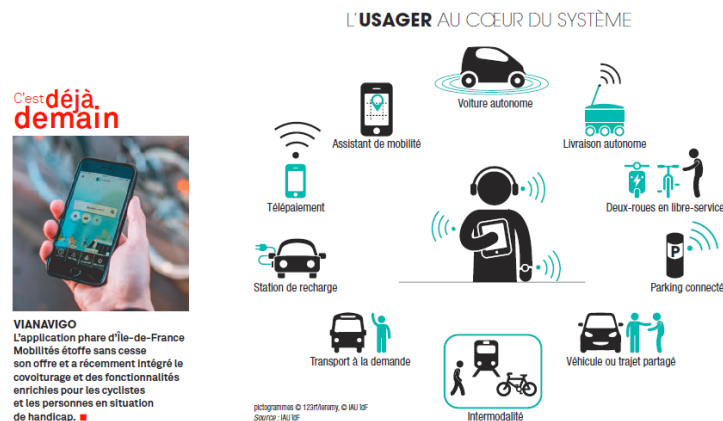 L'USAGER AU CŒUR DU SYSTÈME
C'est déjà
demain
VIANAVIGO
L'application phare d'Île-de-France
Mobilités étoffe sans cesse
son offre et a récemment intégré le
covoiturage et des fonctionnalités
enrichies pour les cyclistes
et les personnes en situation
de handicap.
Voiture autonome
Assistant de mobilité
Livraison autonome
Télépaiement
Deux-roues en libre-service
Station de recharge
P
Parking connecté
Transport à la demande
Véhicule ou trajet partagé
Intermodalité
pictogrammes © 123rf/leremy, © IAU îdF
Source : IAU îdF